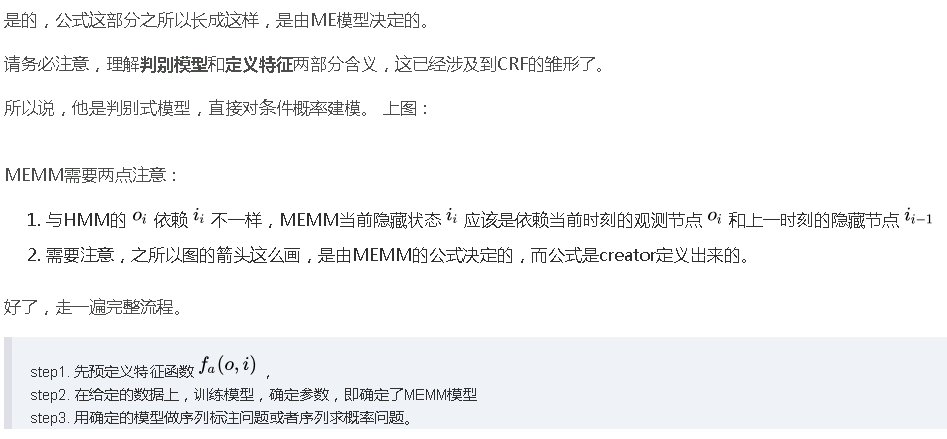 是的，公式这部分之所以长成这样，是由ME模型决定的。
请务必注意，理解判别模型和定义特征两部分含义，这已经涉及到CRF的雏形了。
所以说，他是判别式模型，直接对条件概率建模。 上图：
MEMM需要两点注意：
1. 与HMM的 o_i 依赖 i_i 不一样，MEMM当前隐藏状态 i_i 应该是依赖当前时刻的观测节点 o_i 和上一时刻的隐藏节点 i_{i-1}
2. 需要注意，之所以图的箭头这么画，是由MEMM的公式决定的，而公式是creator定义出来的。
好了，走一遍完整流程。
step1. 先预定义特征函数 f_a(o,i) ，
step2. 在给定的数据上，训练模型，确定参数，即确定了MEMM模型
step3. 用确定的模型做序列标注问题或者序列求概率问题。